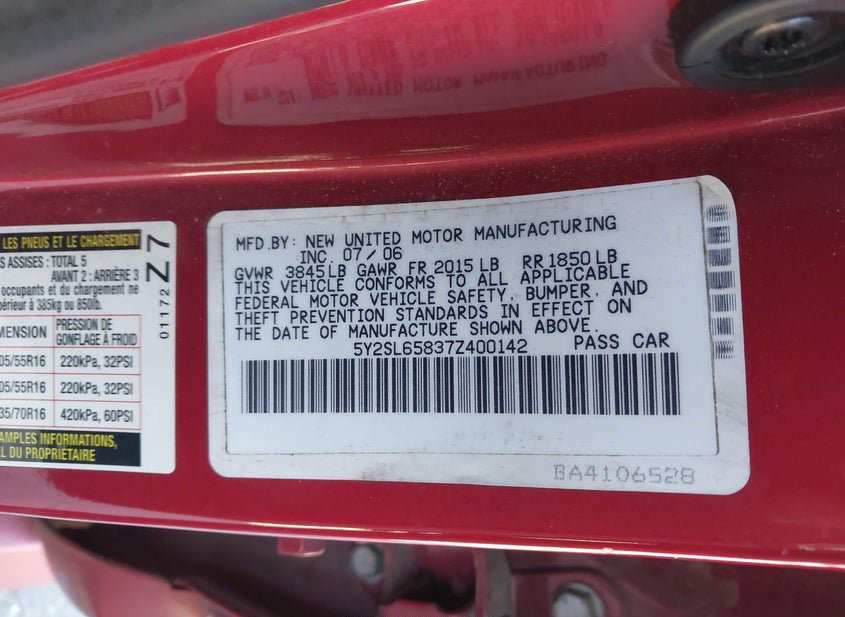 LES PNEUS ET LE CHARGEMENT
ASSISES : TOTAL 5
AVANT 2 : ARRIÈRE 3
occupants et du chargement ne
périeur à 385kg ou 850lb.
MENSION PRESSION DE GONFLAGE À FROID
05/55R16 220kPa, 32PSI
05/55R16 220kPa, 32PSI
35/70R16 420kPa, 60PSI
AMPLES INFORMATIONS,
EL DU PROPRIÉTAIRE
01172 Z7
MFD.BY: NEW UNITED MOTOR MANUFACTURING
INC. 07/06
GVWR 3845LB GAWR FR 2015LB RR 1850LB
THIS VEHICLE CONFORMS TO ALL APPLICABLE
FEDERAL MOTOR VEHICLE SAFETY, BUMPER, AND
THEFT PREVENTION STANDARDS IN EFFECT ON
THE DATE OF MANUFACTURE SHOWN ABOVE.
5Y2SL65837Z400142 PASS CAR
BA4106528